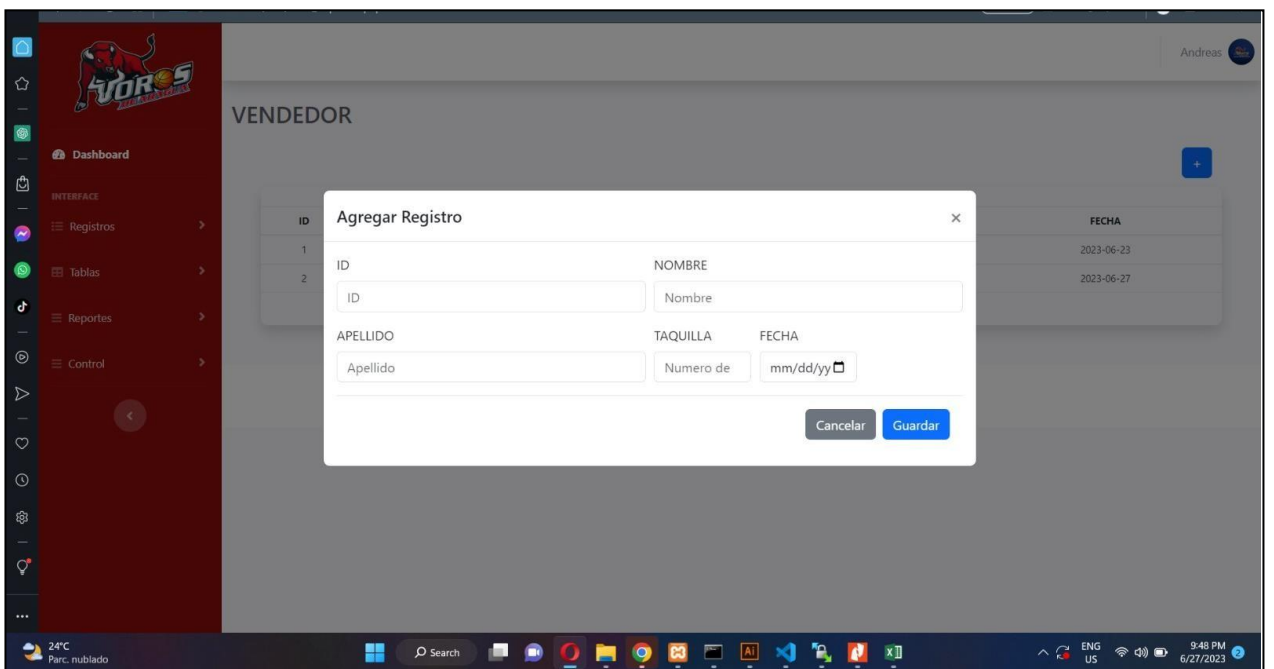 Andreas
VENDEDOR
Dashboard
+
INTERFACE
Registros
Tablas
Reportes
Control
ID
FECHA
1
2023-06-23
2
2023-06-27
Agregar Registro
×
ID
NOMBRE
ID
Nombre
APELLIDO
TAQUILLA
FECHA
Apellido
Numero de
mm/dd/yy
Cancelar
Guardar
24°C
Parc. nublado
Search
Ai
ENG
US
9:48 PM
6/27/2023
2